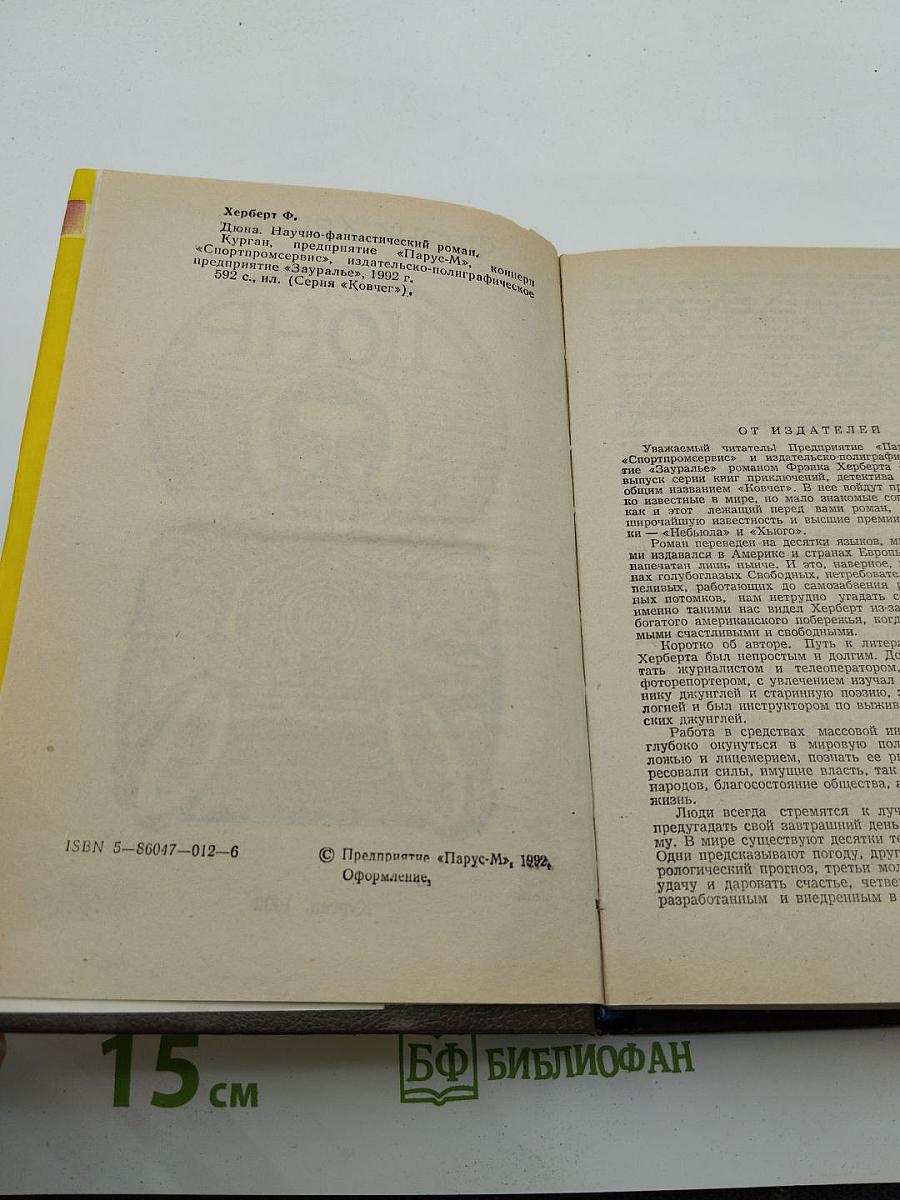 Херберт Ф.
Дюна. Научно-фантастический роман.
Курган, предприятие «Парус-М», концерн
«Спортпромсервис», издательско-полиграфическое
предприятие «Зауралье», 1992 г.
592 с., ил. (Серия «Ковчег»).
ISBN 5—86047—012—6
© Предприятие «Парус-М», 1992,
Оформление,
ОТ ИЗДАТЕЛЕЙ
Уважаемый читатель! Предприятие «Пар
«Спортпромсервис» и издательско-полиграфи
тие «Зауралье» романом Фрэнка Херберта
выпуск серии книг приключений, детектива
общим названием «Ковчег». В нее войдут пр
ко известные в мире, но мало знакомые сов
как и этот лежащий перед вами роман,
широчайшую известность и высшие преми
ки — «Небьюла» и «Хьюго».
Роман переведен на десятки языков, м
ми издавался в Америке и странах Европ
напечатан лишь нынче. И это, наверное,
нах голубоглазых Свободных, нетребовател
пеливых, работающих до самозабвения р
ных потомков, нам нетрудно угадать с
именно такими нас видел Херберт из-за
богатого американского побережья, когд
мыми счастливыми и свободными.
Коротко об авторе. Путь к литера
Херберта был непростым и долгим. До
тать журналистом и телеоператором,
фоторепортером, с увлечением изучал
нику джунглей и старинную поэзию,
логией и был инструктором по выжив
ских джунглей.
Работа в средствах массовой ин
глубоко окунуться в мировую пол
ложью и лицемерием, познать ее р
ресовали силы, имущие власть, так
народов, благосостояние общества, а
жизнь.
Люди всегда стремятся к луч
предугадать свой завтрашний день
му. В мире существуют десятки те
Одни предсказывают погоду, друг
рологический прогноз, третьи мол
удачу и даровать счастье, четве
разработанным и внедренным в
15 см
БФ БИБЛИОФАН